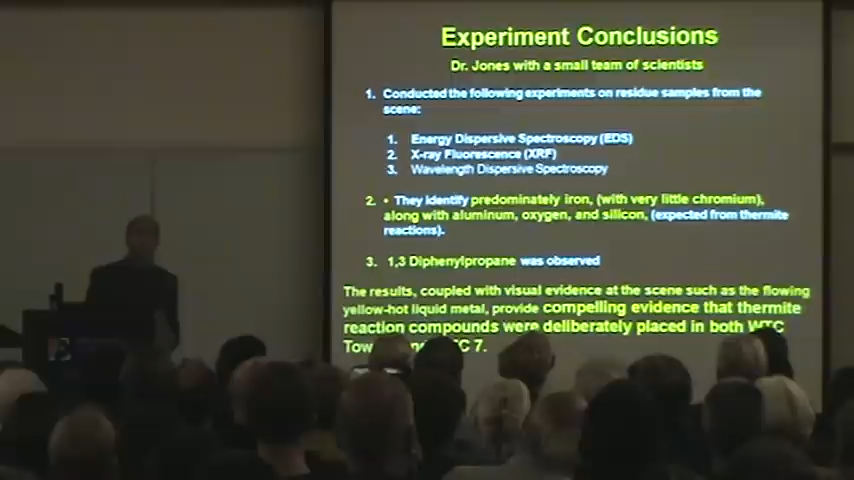 Experiment Conclusions
Dr. Jones with a small team of scientists
1. Conducted the following experiments on residue samples from the
scene:
1. Energy Dispersive Spectroscopy (EDS)
2. X-ray Fluorescence (XRF)
3. Wavelength Dispersive Spectroscopy
2. • They identify predominately iron, (with very little chromium),
along with aluminum, oxygen, and silicon, (expected from thermite
reactions).
3. 1,3 Diphenylpropane was observed
The results, coupled with visual evidence at the scene such as the flowing
yellow-hot liquid metal, provide compelling evidence that thermite
reaction compounds were deliberately placed in both WTC
7.